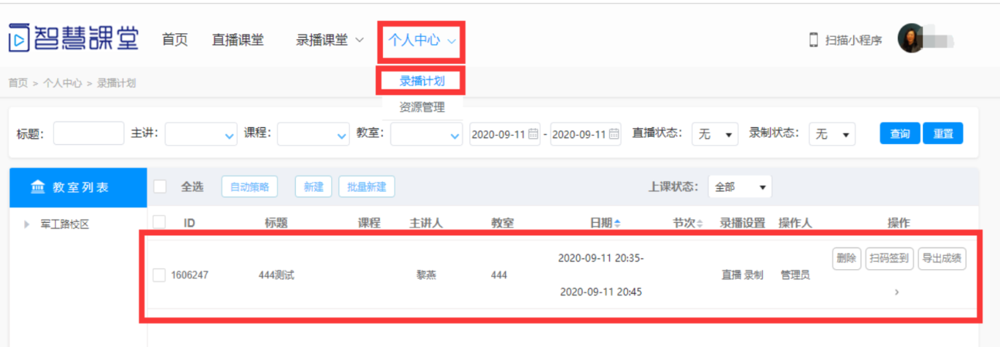 智慧課堂 首页 直播课堂 录播课堂 个人中心 扫描小程序
首页 > 个人中心 > 录播计划
录播计划
资源管理
标题: 主讲: 课程: 教室: 2020-09-11 - 2020-09-11 直播状态: 无 录制状态: 无 查询 重置
教室列表 全选 自动策略 新建 批量新建 上课状态: 全部
军工路校区
ID 标题 课程 主讲人 教室 日期 节次 录播设置 操作人 操作
1606247 444测试 黎燕 444 2020-09-11 20:35-
2020-09-11 20:45 直播 录制 管理员 删除 扫码签到 导出成绩 >